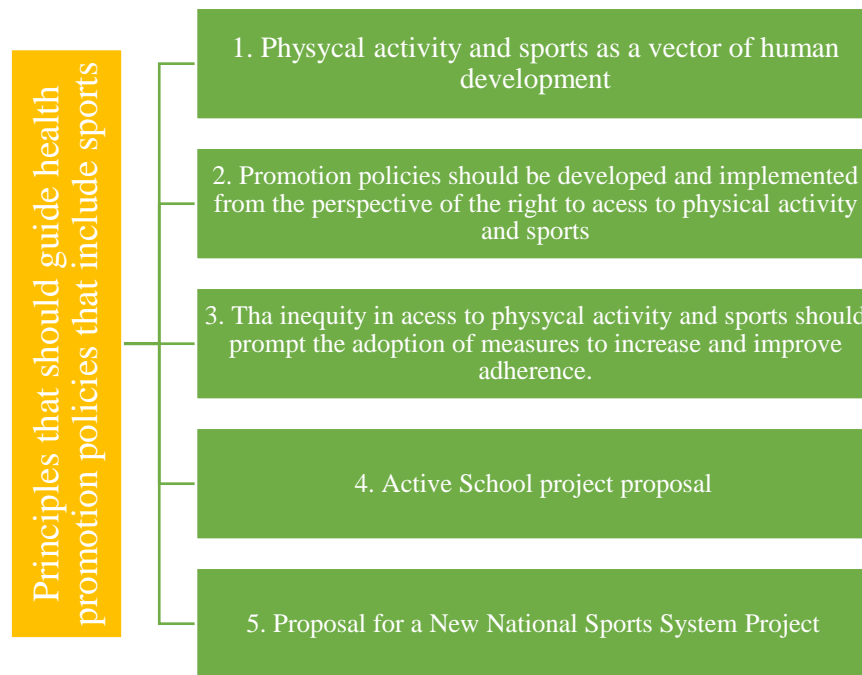 Principles that should guide health
promotion policies that include sports
1. Physycal activity and sports as a vector of human
development
2. Promotion policies should be developed and implemented
from the perspective of the right to acess to physical activity
and sports
3. Tha inequity in acess to physycal activity and sports should
prompt the adoption of measures to increase and improve
adherence.
4. Active School project proposal
5. Proposal for a New National Sports System Project